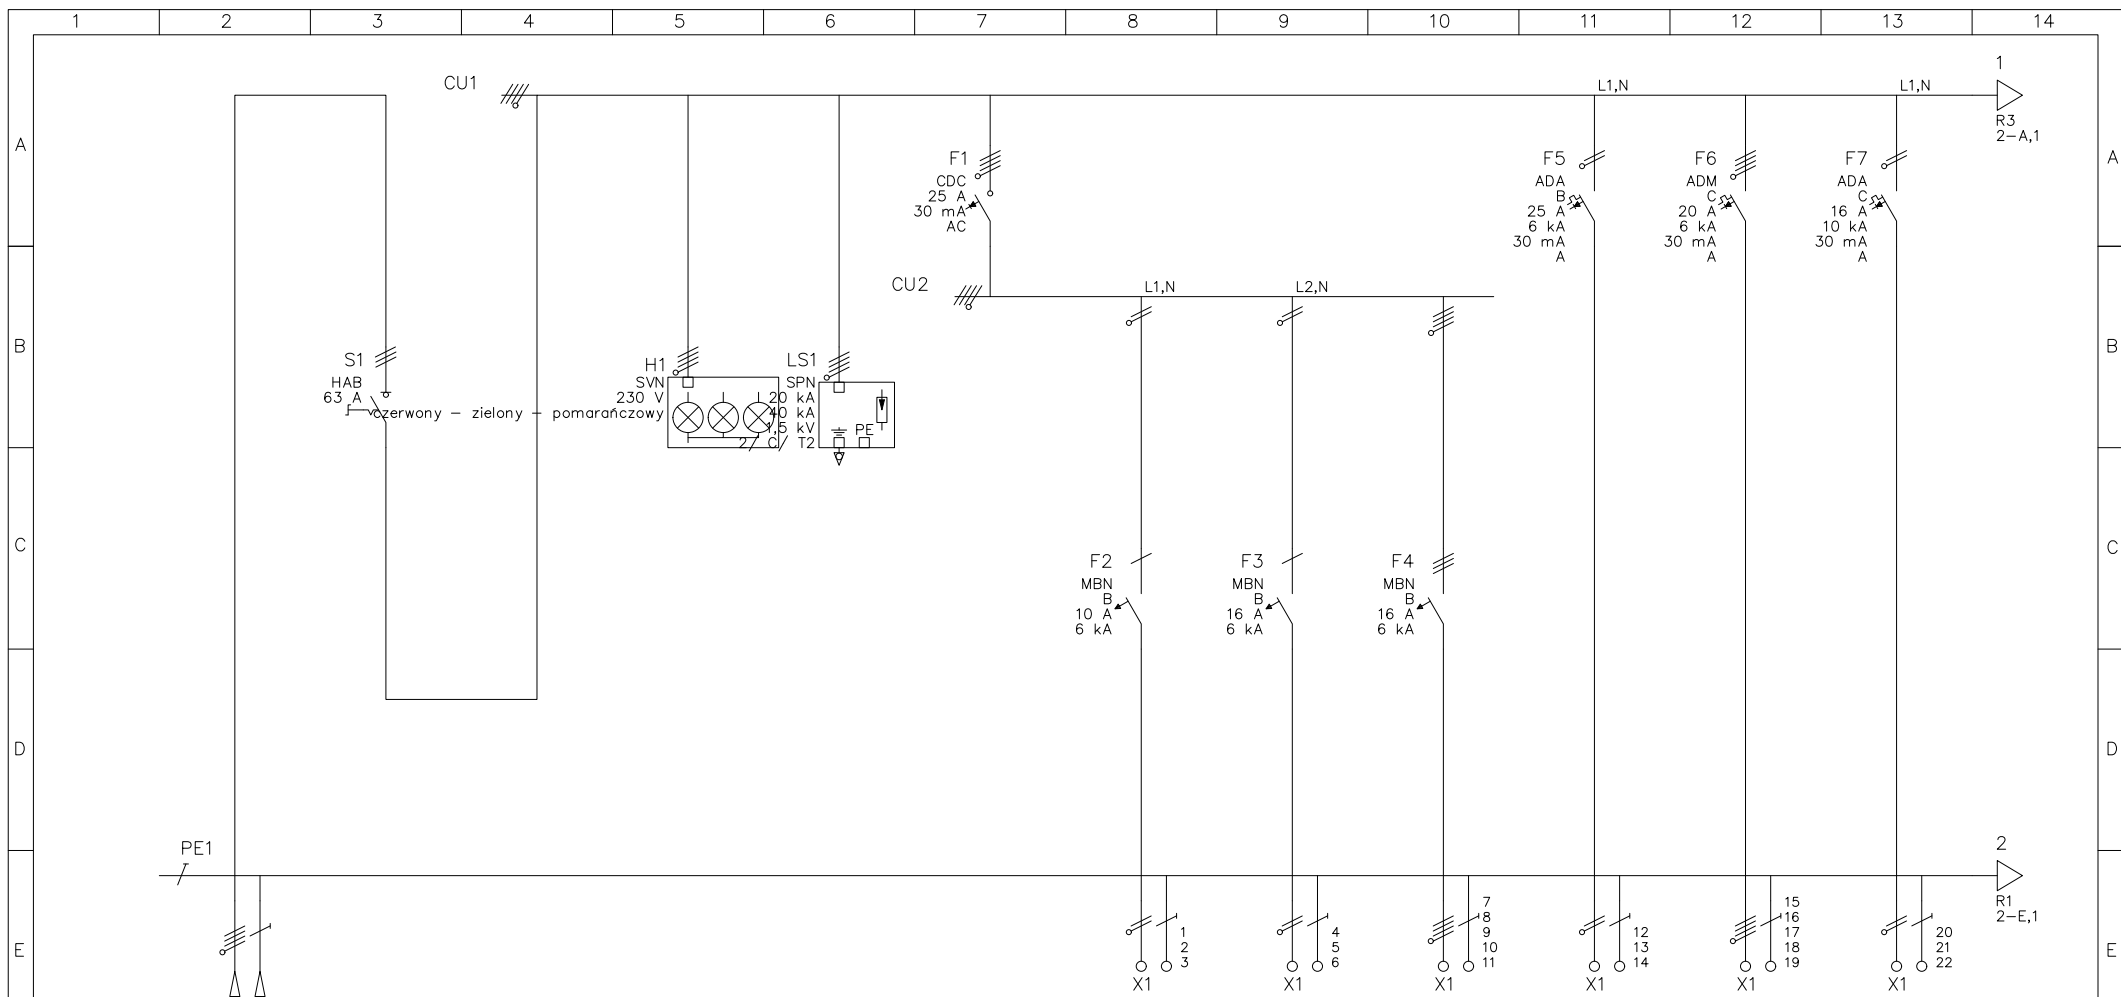 1 2 3 4 5 6 7 8 9 10 11 12 13 14
A
B
C
D
E
A
B
C
D
E
CU1
L1,N
L1,N
1
R3
2-A,1
F1
CDC
25 A
30 mA
AC
F5
ADA
B
25 A
6 kA
30 mA
A
F6
ADM
C
20 A
6 kA
30 mA
A
F7
ADA
C
16 A
10 kA
30 mA
A
CU2
L1,N
L2,N
S1
HAB
63 A
H1
SVN
230 V
czerwony - zielony - pomarańczowy
2
LS1
SPN
20 kA
40 kA
1,5 kV
C/ T2
PE
F2
MBN
B
10 A
6 kA
F3
MBN
B
16 A
6 kA
F4
MBN
B
16 A
6 kA
PE1
2
R1
2-E,1
1
2
3
X1
4
5
6
X1
7
8
9
10
11
X1
12
13
14
X1
15
16
17
18
19
X1
20
21
22
X1